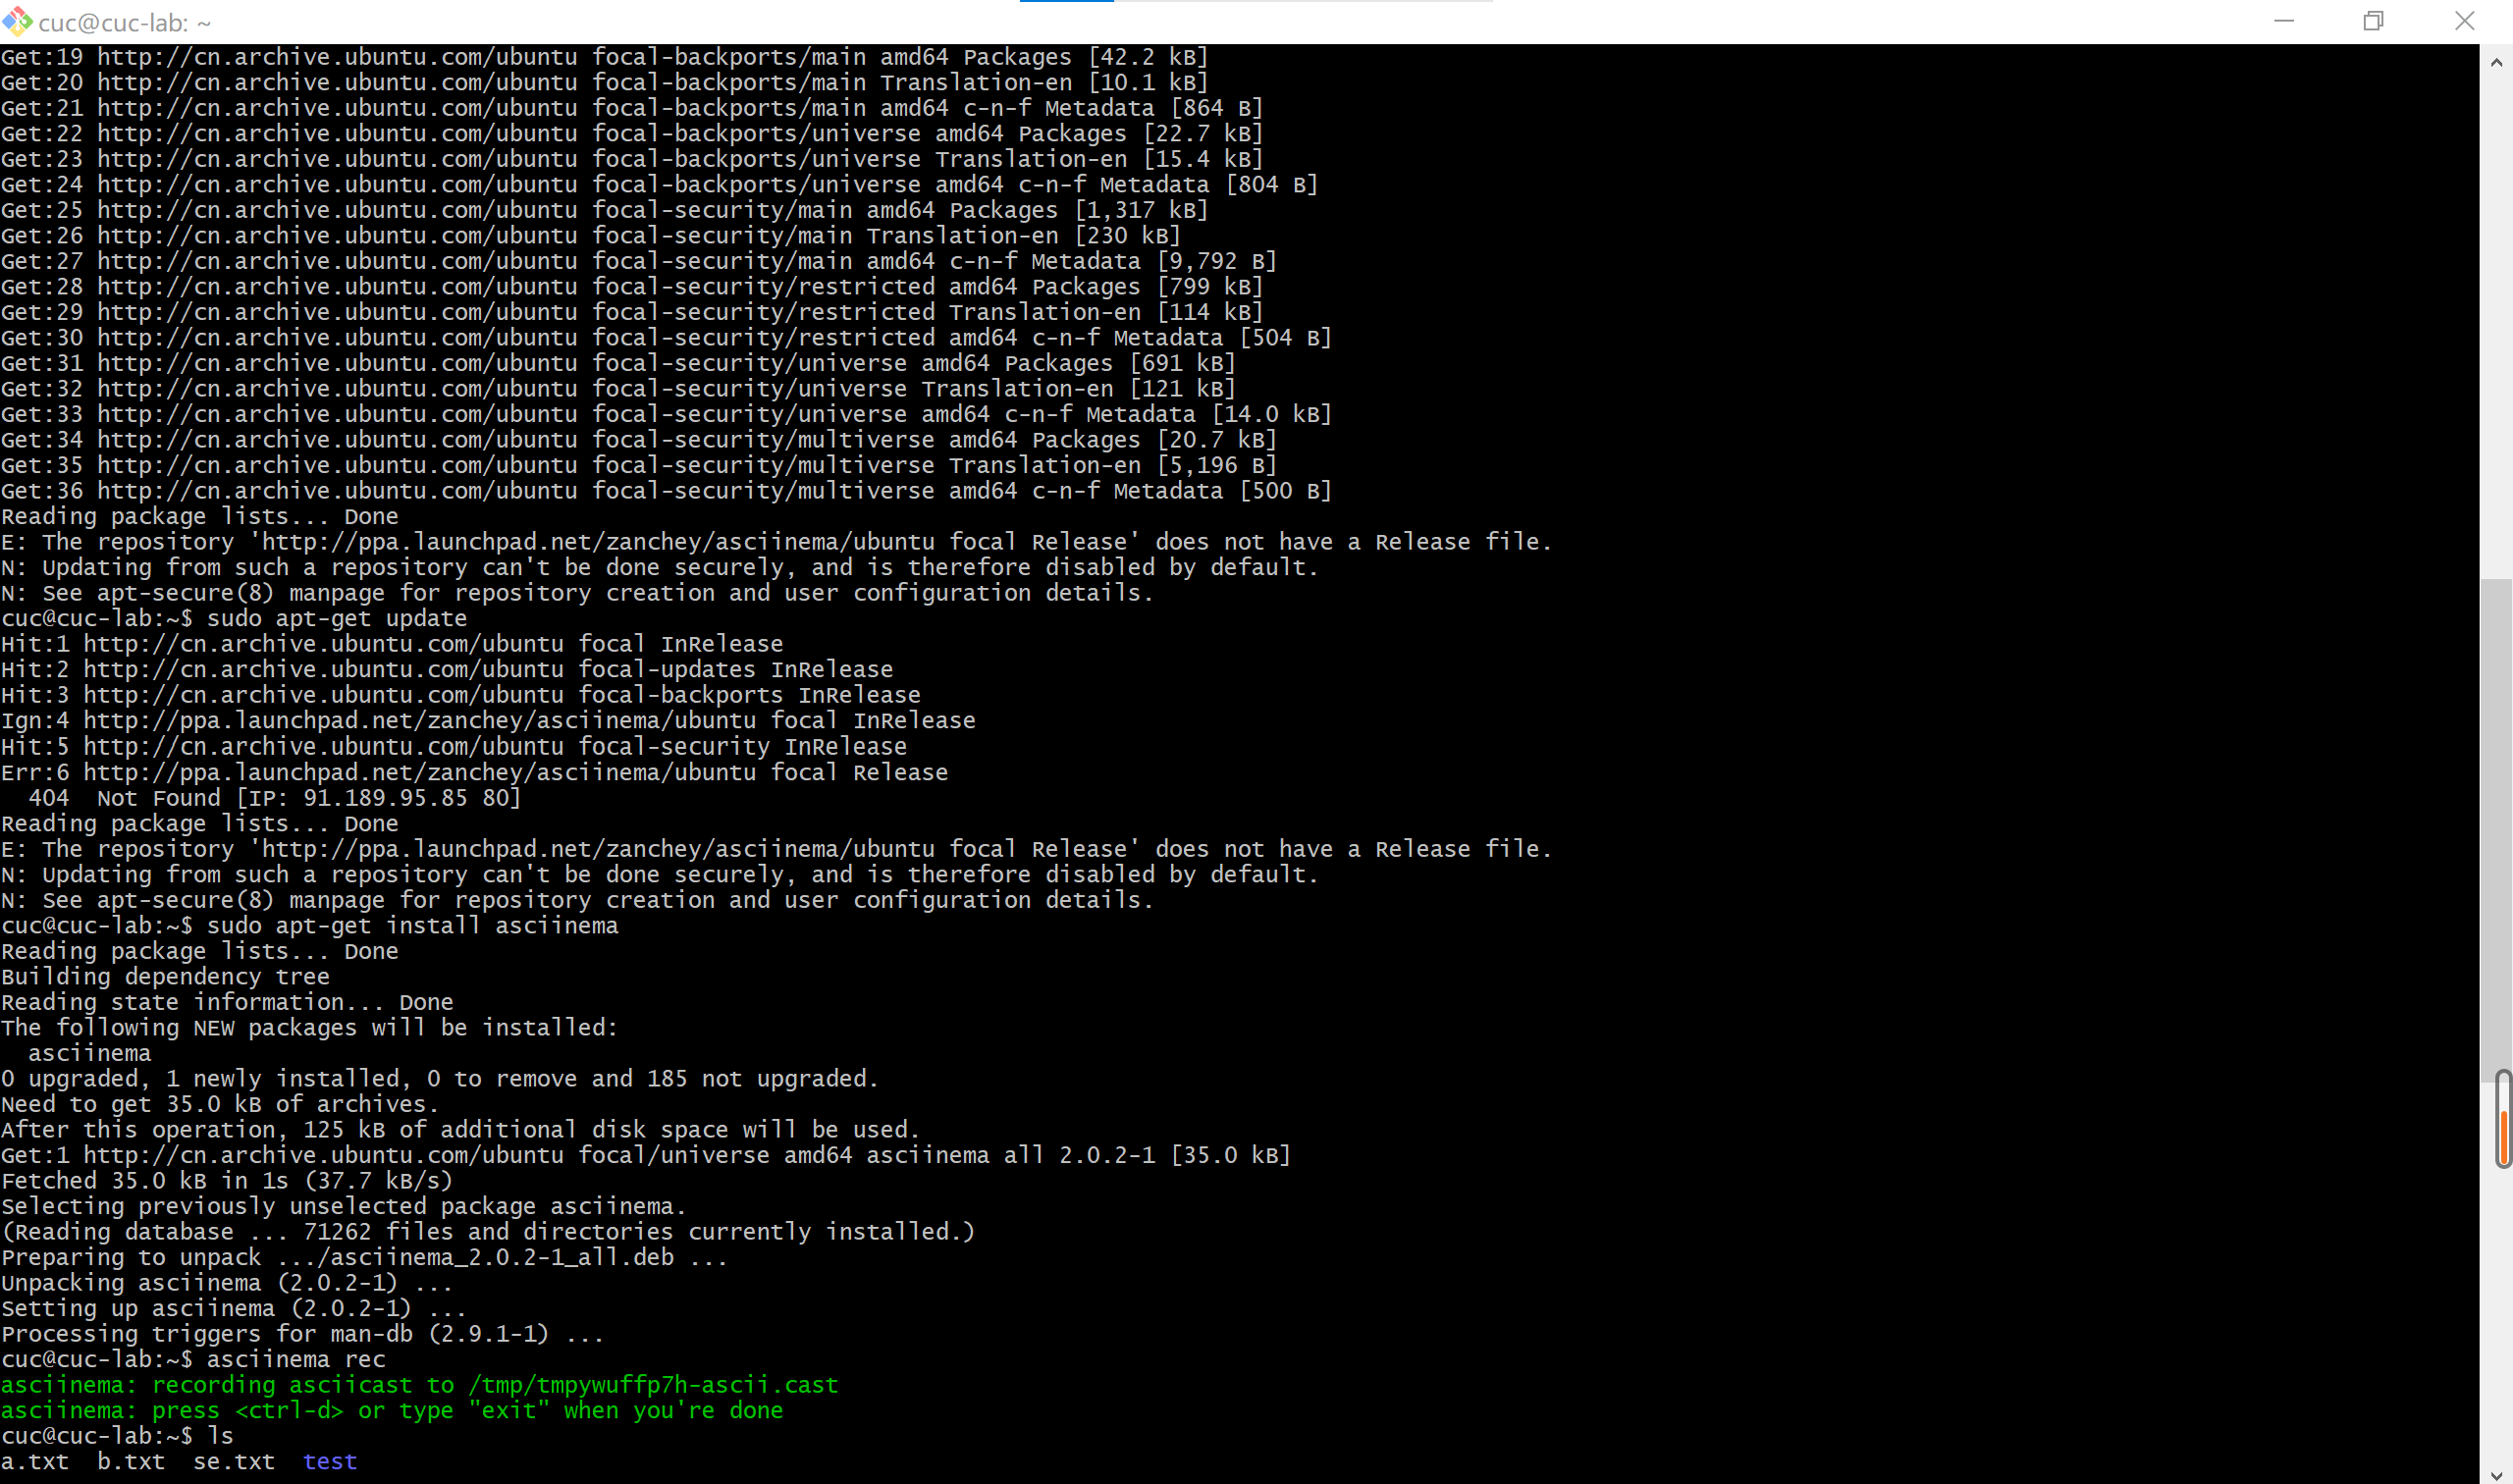 cuc@cuc-lab: ~
Get:19 http://cn.archive.ubuntu.com/ubuntu focal-backports/main amd64 Packages [42.2 kB]
Get:20 http://cn.archive.ubuntu.com/ubuntu focal-backports/main Translation-en [10.1 kB]
Get:21 http://cn.archive.ubuntu.com/ubuntu focal-backports/main amd64 c-n-f Metadata [864 B]
Get:22 http://cn.archive.ubuntu.com/ubuntu focal-backports/universe amd64 Packages [22.7 kB]
Get:23 http://cn.archive.ubuntu.com/ubuntu focal-backports/universe Translation-en [15.4 kB]
Get:24 http://cn.archive.ubuntu.com/ubuntu focal-backports/universe amd64 c-n-f Metadata [804 B]
Get:25 http://cn.archive.ubuntu.com/ubuntu focal-security/main amd64 Packages [1,317 kB]
Get:26 http://cn.archive.ubuntu.com/ubuntu focal-security/main Translation-en [230 kB]
Get:27 http://cn.archive.ubuntu.com/ubuntu focal-security/main amd64 c-n-f Metadata [9,792 B]
Get:28 http://cn.archive.ubuntu.com/ubuntu focal-security/restricted amd64 Packages [799 kB]
Get:29 http://cn.archive.ubuntu.com/ubuntu focal-security/restricted Translation-en [114 kB]
Get:30 http://cn.archive.ubuntu.com/ubuntu focal-security/restricted amd64 c-n-f Metadata [504 B]
Get:31 http://cn.archive.ubuntu.com/ubuntu focal-security/universe amd64 Packages [691 kB]
Get:32 http://cn.archive.ubuntu.com/ubuntu focal-security/universe Translation-en [121 kB]
Get:33 http://cn.archive.ubuntu.com/ubuntu focal-security/universe amd64 c-n-f Metadata [14.0 kB]
Get:34 http://cn.archive.ubuntu.com/ubuntu focal-security/multiverse amd64 Packages [20.7 kB]
Get:35 http://cn.archive.ubuntu.com/ubuntu focal-security/multiverse Translation-en [5,196 B]
Get:36 http://cn.archive.ubuntu.com/ubuntu focal-security/multiverse amd64 c-n-f Metadata [500 B]
Reading package lists... Done
E: The repository 'http://ppa.launchpad.net/zanchey/asciinema/ubuntu focal Release' does not have a Release file.
N: Updating from such a repository can't be done securely, and is therefore disabled by default.
N: See apt-secure(8) manpage for repository creation and user configuration details.
cuc@cuc-lab:~$ sudo apt-get update
Hit:1 http://cn.archive.ubuntu.com/ubuntu focal InRelease
Hit:2 http://cn.archive.ubuntu.com/ubuntu focal-updates InRelease
Hit:3 http://cn.archive.ubuntu.com/ubuntu focal-backports InRelease
Ign:4 http://ppa.launchpad.net/zanchey/asciinema/ubuntu focal InRelease
Hit:5 http://cn.archive.ubuntu.com/ubuntu focal-security InRelease
Err:6 http://ppa.launchpad.net/zanchey/asciinema/ubuntu focal Release
  404  Not Found [IP: 91.189.95.85 80]
Reading package lists... Done
E: The repository 'http://ppa.launchpad.net/zanchey/asciinema/ubuntu focal Release' does not have a Release file.
N: Updating from such a repository can't be done securely, and is therefore disabled by default.
N: See apt-secure(8) manpage for repository creation and user configuration details.
cuc@cuc-lab:~$ sudo apt-get install asciinema
Reading package lists... Done
Building dependency tree
Reading state information... Done
The following NEW packages will be installed:
  asciinema
0 upgraded, 1 newly installed, 0 to remove and 185 not upgraded.
Need to get 35.0 kB of archives.
After this operation, 125 kB of additional disk space will be used.
Get:1 http://cn.archive.ubuntu.com/ubuntu focal/universe amd64 asciinema all 2.0.2-1 [35.0 kB]
Fetched 35.0 kB in 1s (37.7 kB/s)
Selecting previously unselected package asciinema.
(Reading database ... 71262 files and directories currently installed.)
Preparing to unpack .../asciinema_2.0.2-1_all.deb ...
Unpacking asciinema (2.0.2-1) ...
Setting up asciinema (2.0.2-1) ...
Processing triggers for man-db (2.9.1-1) ...
cuc@cuc-lab:~$ asciinema rec
asciinema: recording asciicast to /tmp/tmpywuffp7h-ascii.cast
asciinema: press <ctrl-d> or type "exit" when you're done
cuc@cuc-lab:~$ ls
a.txt  b.txt  se.txt  test